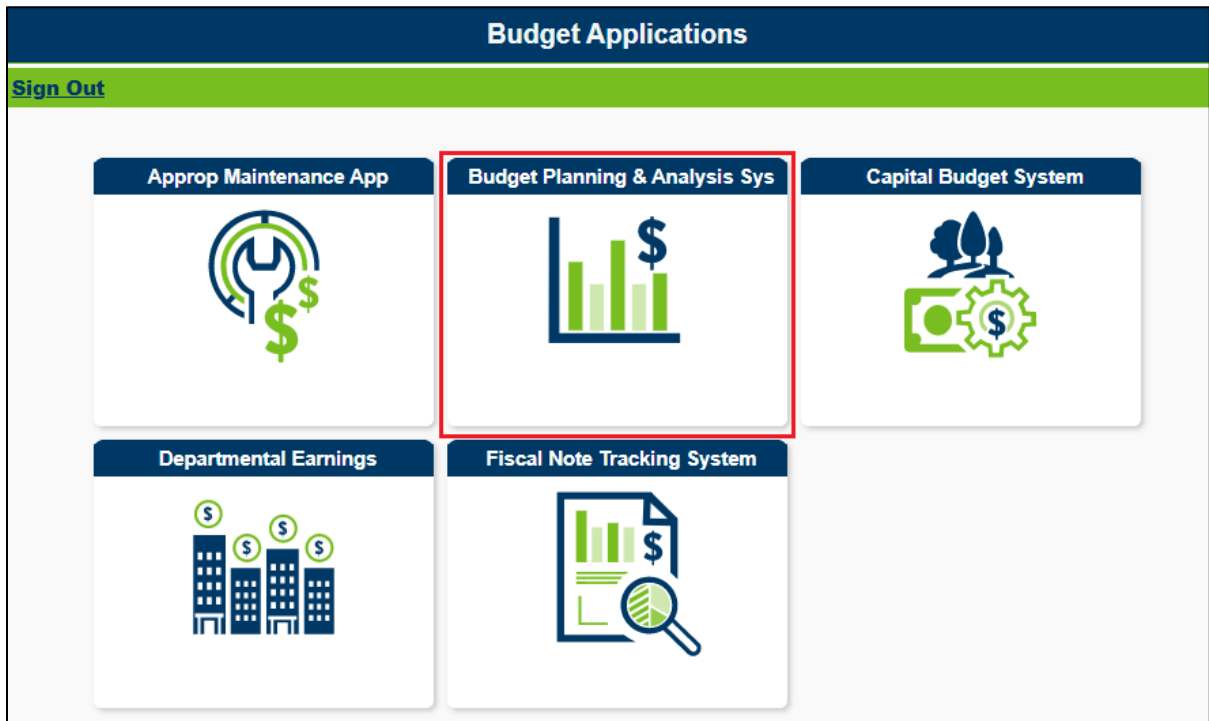 Budget Applications
Sign Out
Approp Maintenance App
Budget Planning & Analysis Sys
Capital Budget System
$
$
$
$
Departmental Earnings
Fiscal Note Tracking System
$
$
$
$
$